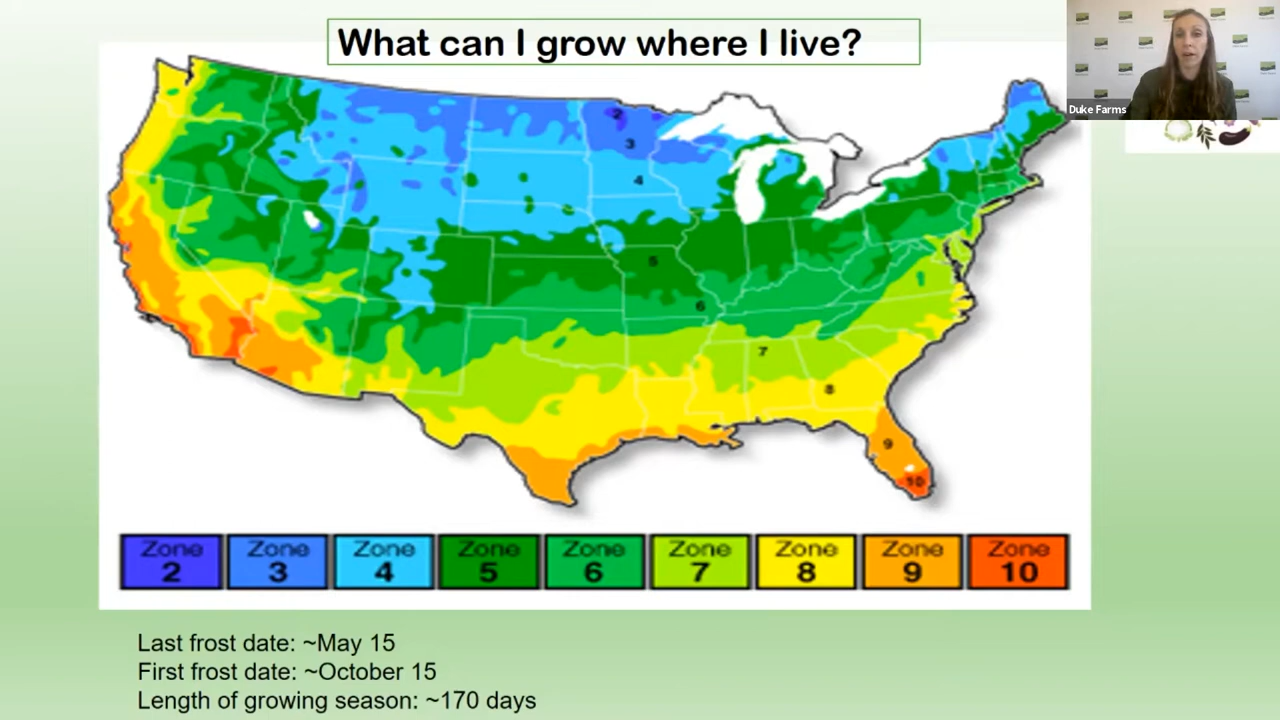 What can I grow where I live?
Duke Farms
2
3
4
5
6
7
8
9
10
Zone 2
Zone 3
Zone 4
Zone 5
Zone 6
Zone 7
Zone 8
Zone 9
Zone 10
Last frost date: ~May 15
First frost date: ~October 15
Length of growing season: ~170 days